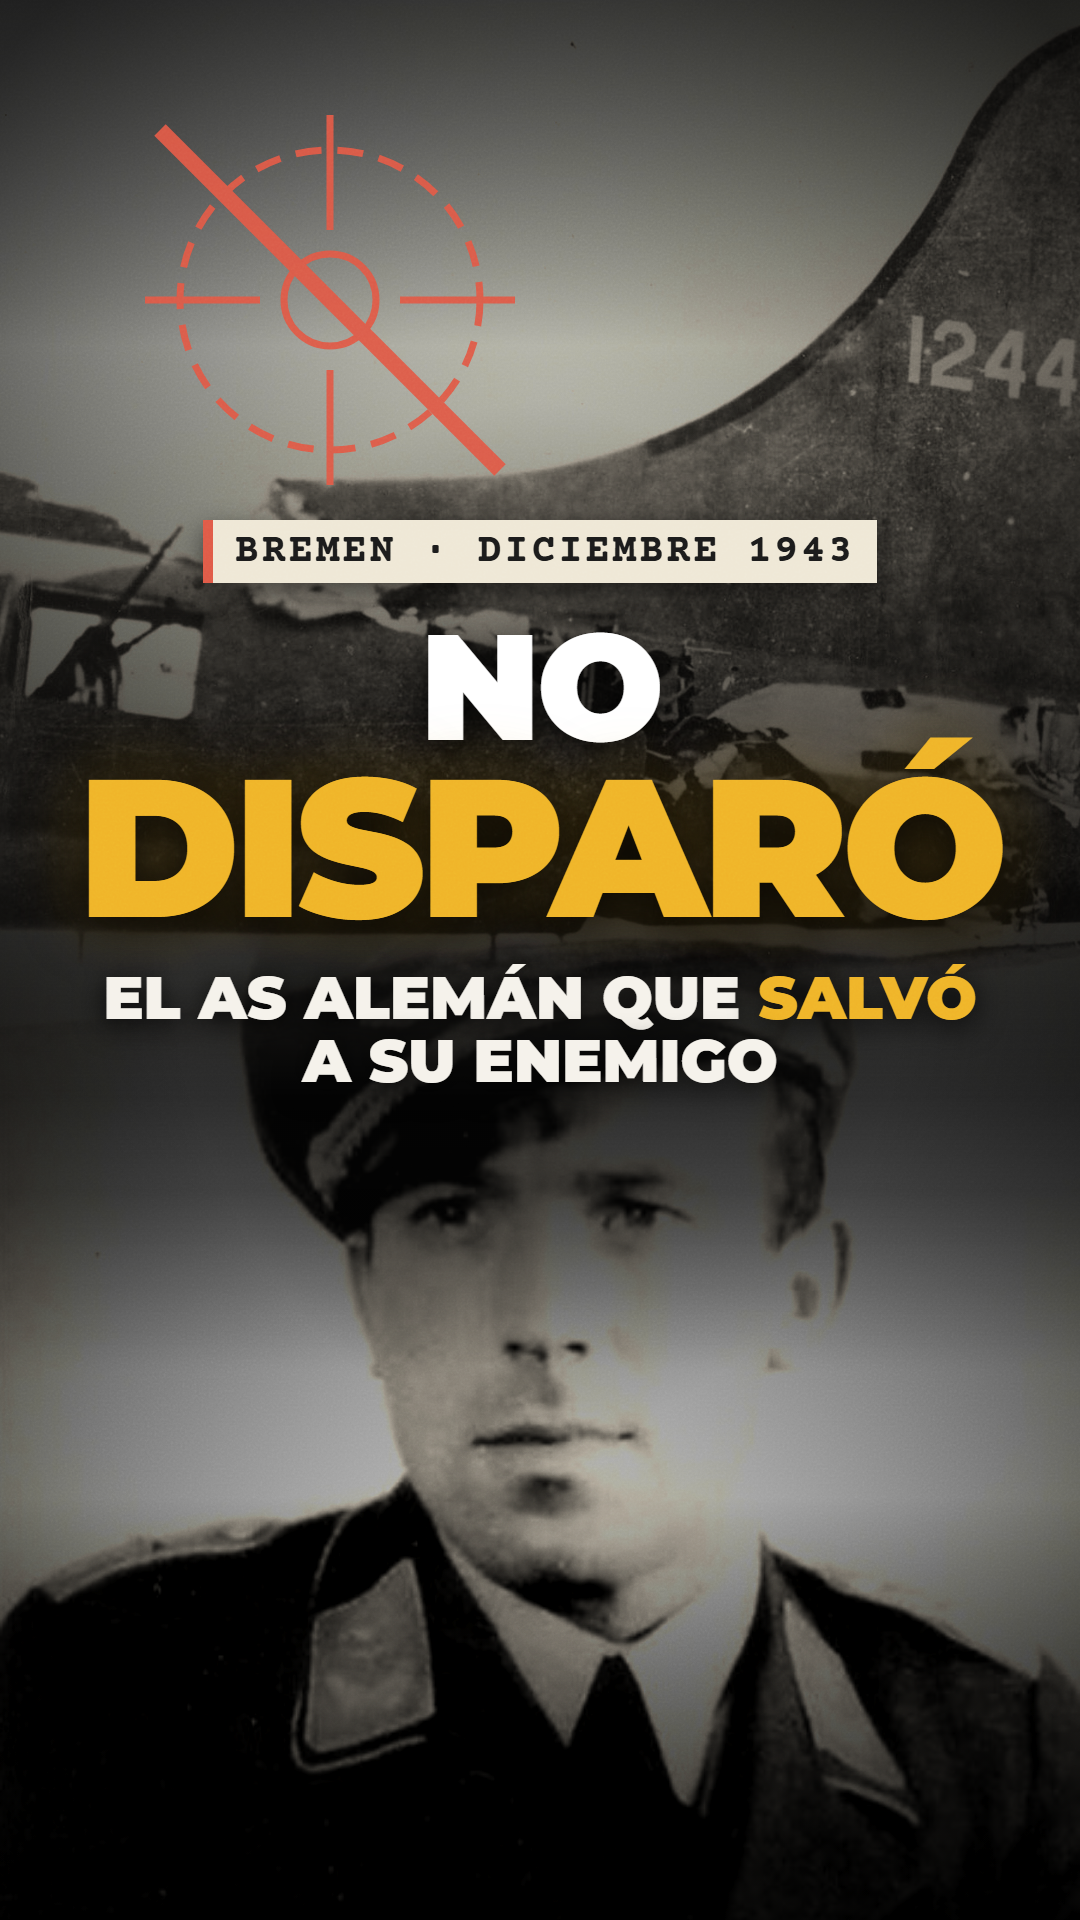 1244
BREMEN · DICIEMBRE 1943
NO
DISPARÓ
EL AS ALEMÁN QUE SALVÓ
A SU ENEMIGO